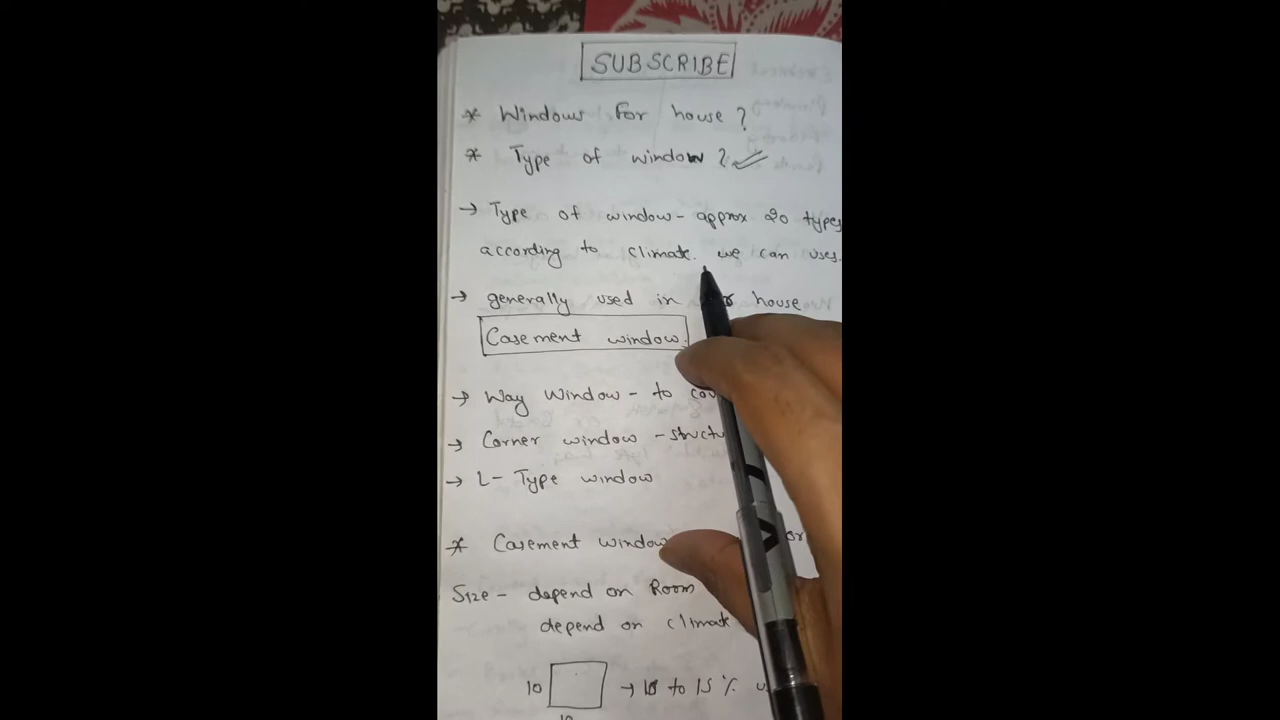 SUBSCRIBE
* Windows for house ?
* Type of window ?
→ Type of window - approx 20 types
according to climate. we can uses.
→ generally used in house
Casement window.
→ Way Window - to
→ Corner window -
→ L - Type window
* Casement window
Size - depend on Room
depend on climate
10 → 10 to 15 %
10